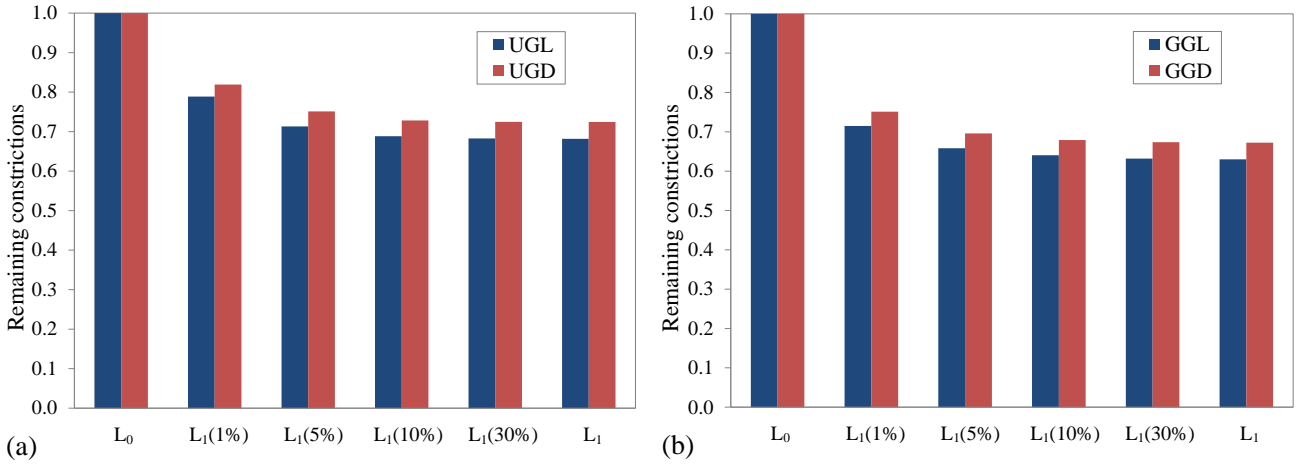 Remaining constrictions
1.0
0.9
0.8
0.7
0.6
0.5
0.4
0.3
0.2
0.1
0.0
UGL
UGD
L₀ L₁(1%) L₁(5%) L₁(10%) L₁(30%) L₁
(a)
Remaining constrictions
1.0
0.9
0.8
0.7
0.6
0.5
0.4
0.3
0.2
0.1
0.0
GGL
GGD
L₀ L₁(1%) L₁(5%) L₁(10%) L₁(30%) L₁
(b)